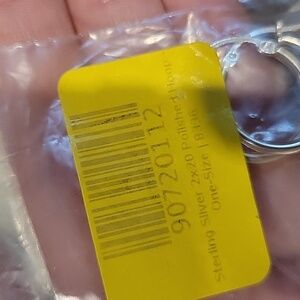 90720112
Sterling Silver 2x20 Polished Hoop
One-Size |